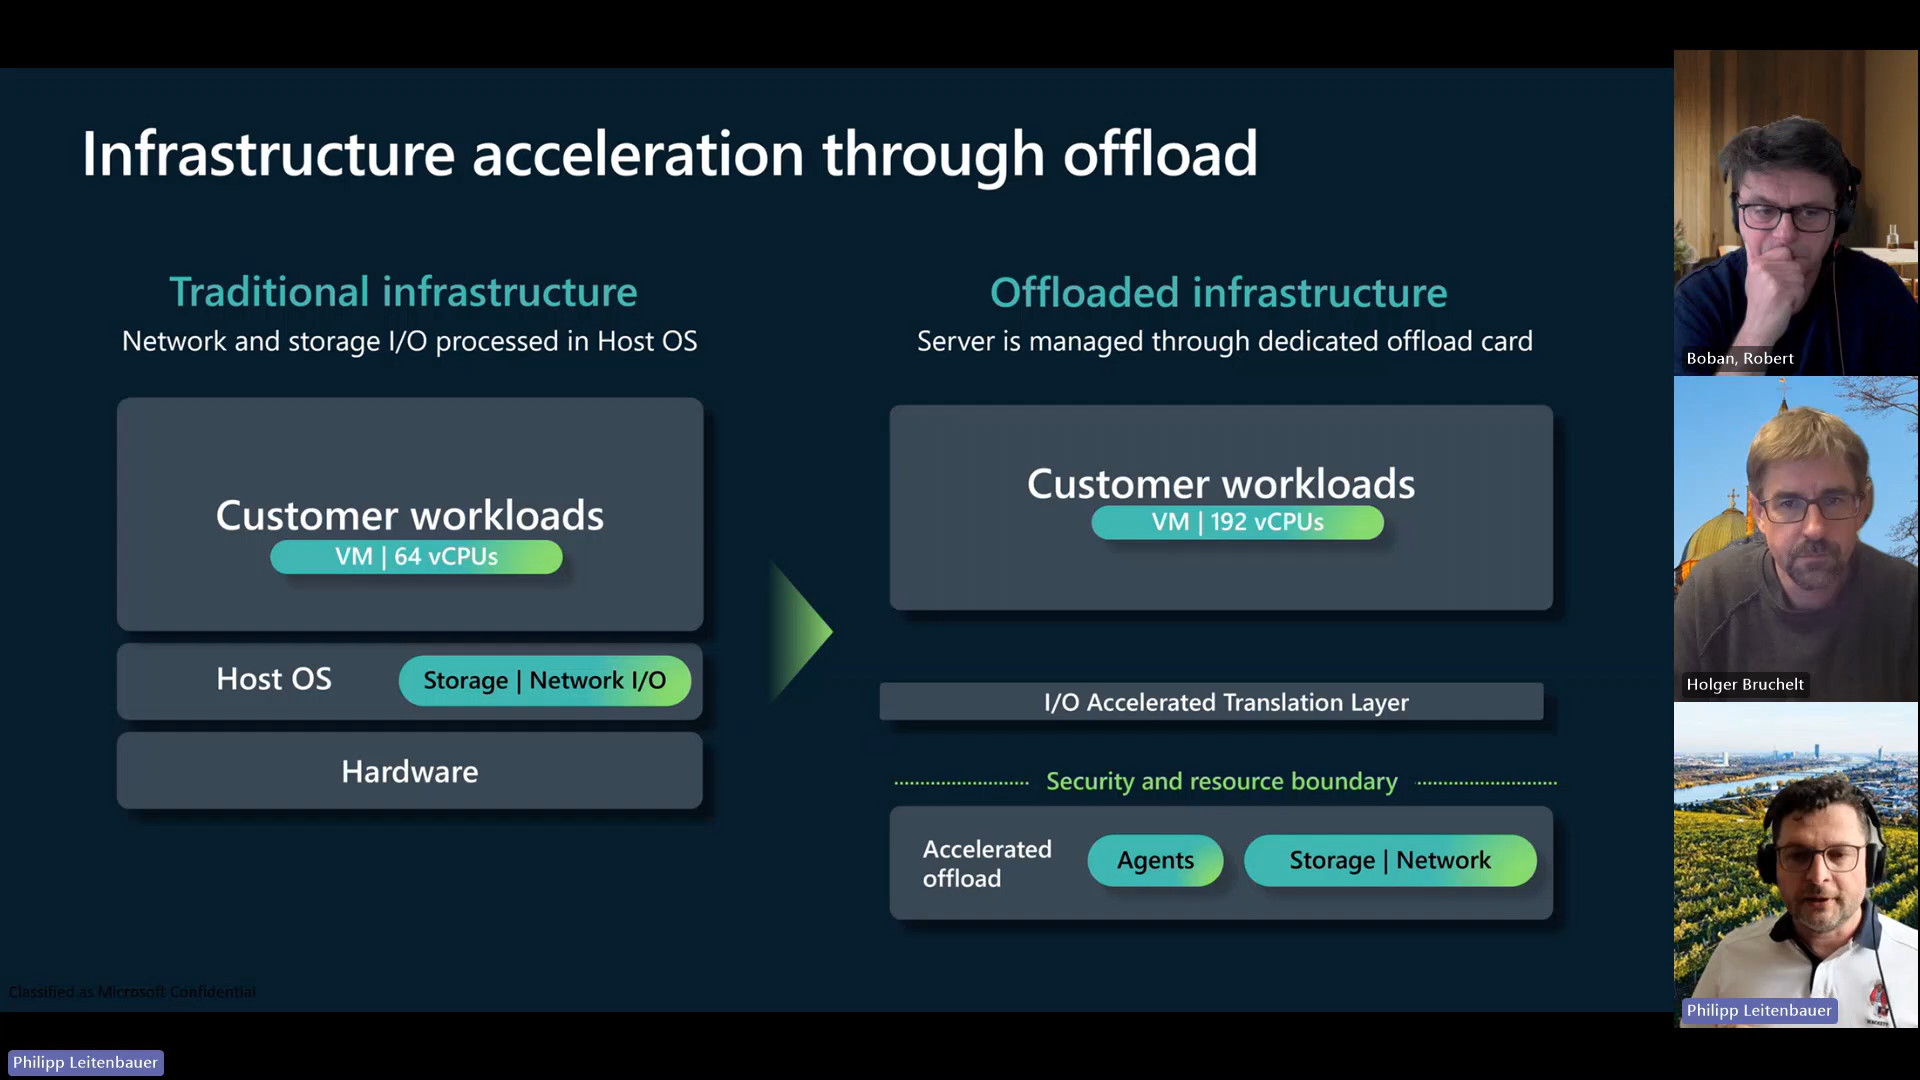 Infrastructure acceleration through offload
Traditional infrastructure
Network and storage I/O processed in Host OS
Customer workloads
VM | 64 vCPUs
Host OS
Storage | Network I/O
Hardware
Offloaded infrastructure
Server is managed through dedicated offload card
Customer workloads
VM | 192 vCPUs
I/O Accelerated Translation Layer
Security and resource boundary
Accelerated
offload
Agents
Storage | Network
Classified as Microsoft Confidential
Philipp Leitenbauer
Boban, Robert
Holger Bruchelt
Philipp Leitenbauer